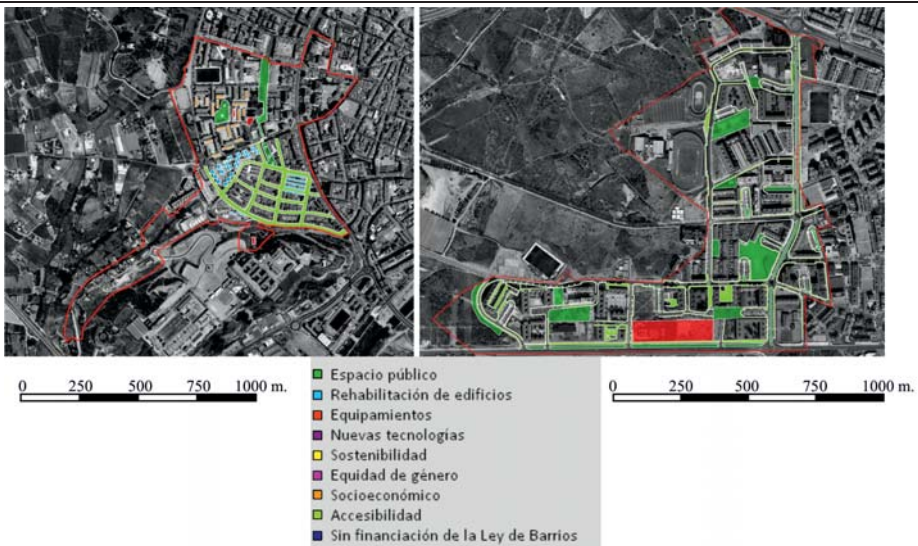 0 250 500 750 1000 m.
Espacio público
Rehabilitación de edificios
Equipamientos
Nuevas tecnologías
Sostenibilidad
Equidad de género
Socioeconómico
Accesibilidad
Sin financiación de la Ley de Barrios
0 250 500 750 1000 m.